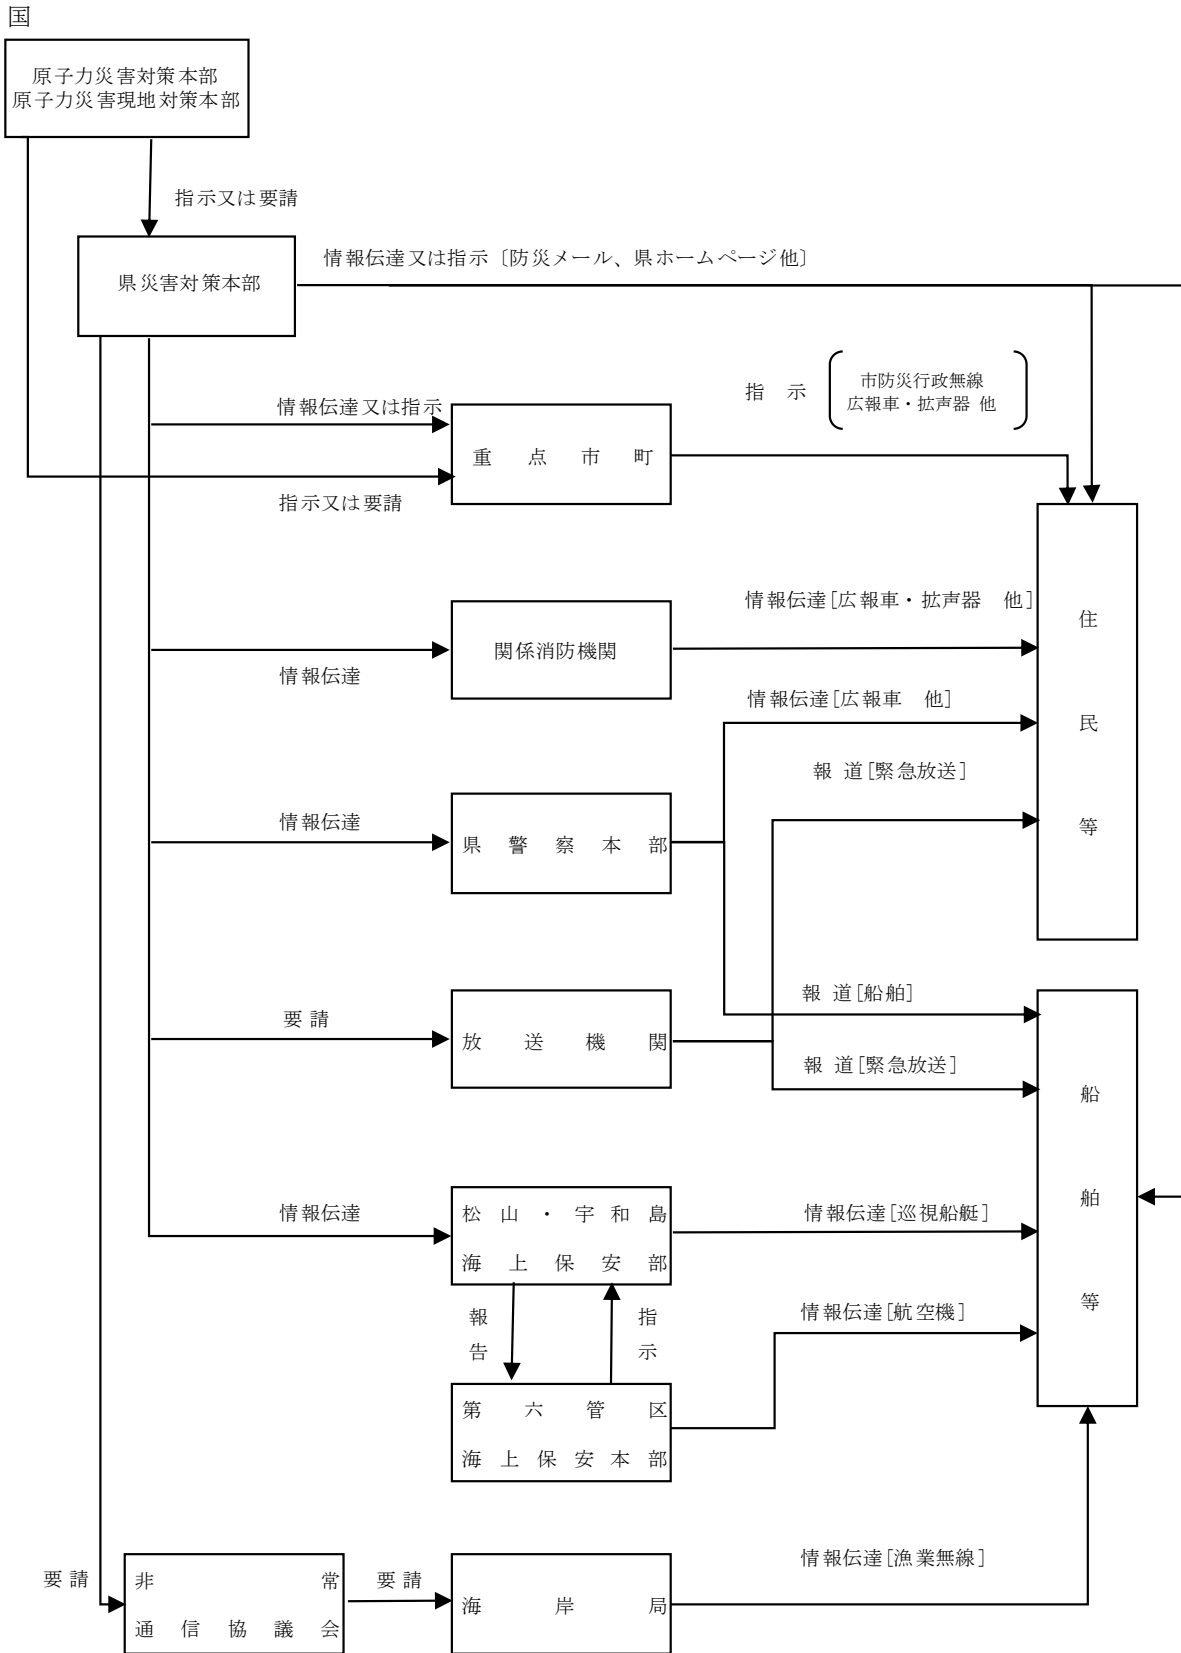 国
原子力災害対策本部
原子力災害現地対策本部
指示又は要請
県災害対策本部
情報伝達又は指示〔防災メール、県ホームページ他〕
指 示
市防災行政無線
広報車・拡声器 他
情報伝達又は指示
重点市町
指示又は要請
情報伝達[広報車・拡声器 他]
関係消防機関
情報伝達
住民等
情報伝達[広報車 他]
報 道[緊急放送]
情報伝達
県警察本部
報 道[船舶]
要 請
放送機関
報 道[緊急放送]
船舶等
情報伝達
松山・宇和島
海上保安部
情報伝達[巡視船艇]
報告
指示
情報伝達[航空機]
第六管区
海上保安本部
情報伝達[漁業無線]
要 請
非常
通信協議会
要 請
海岸局